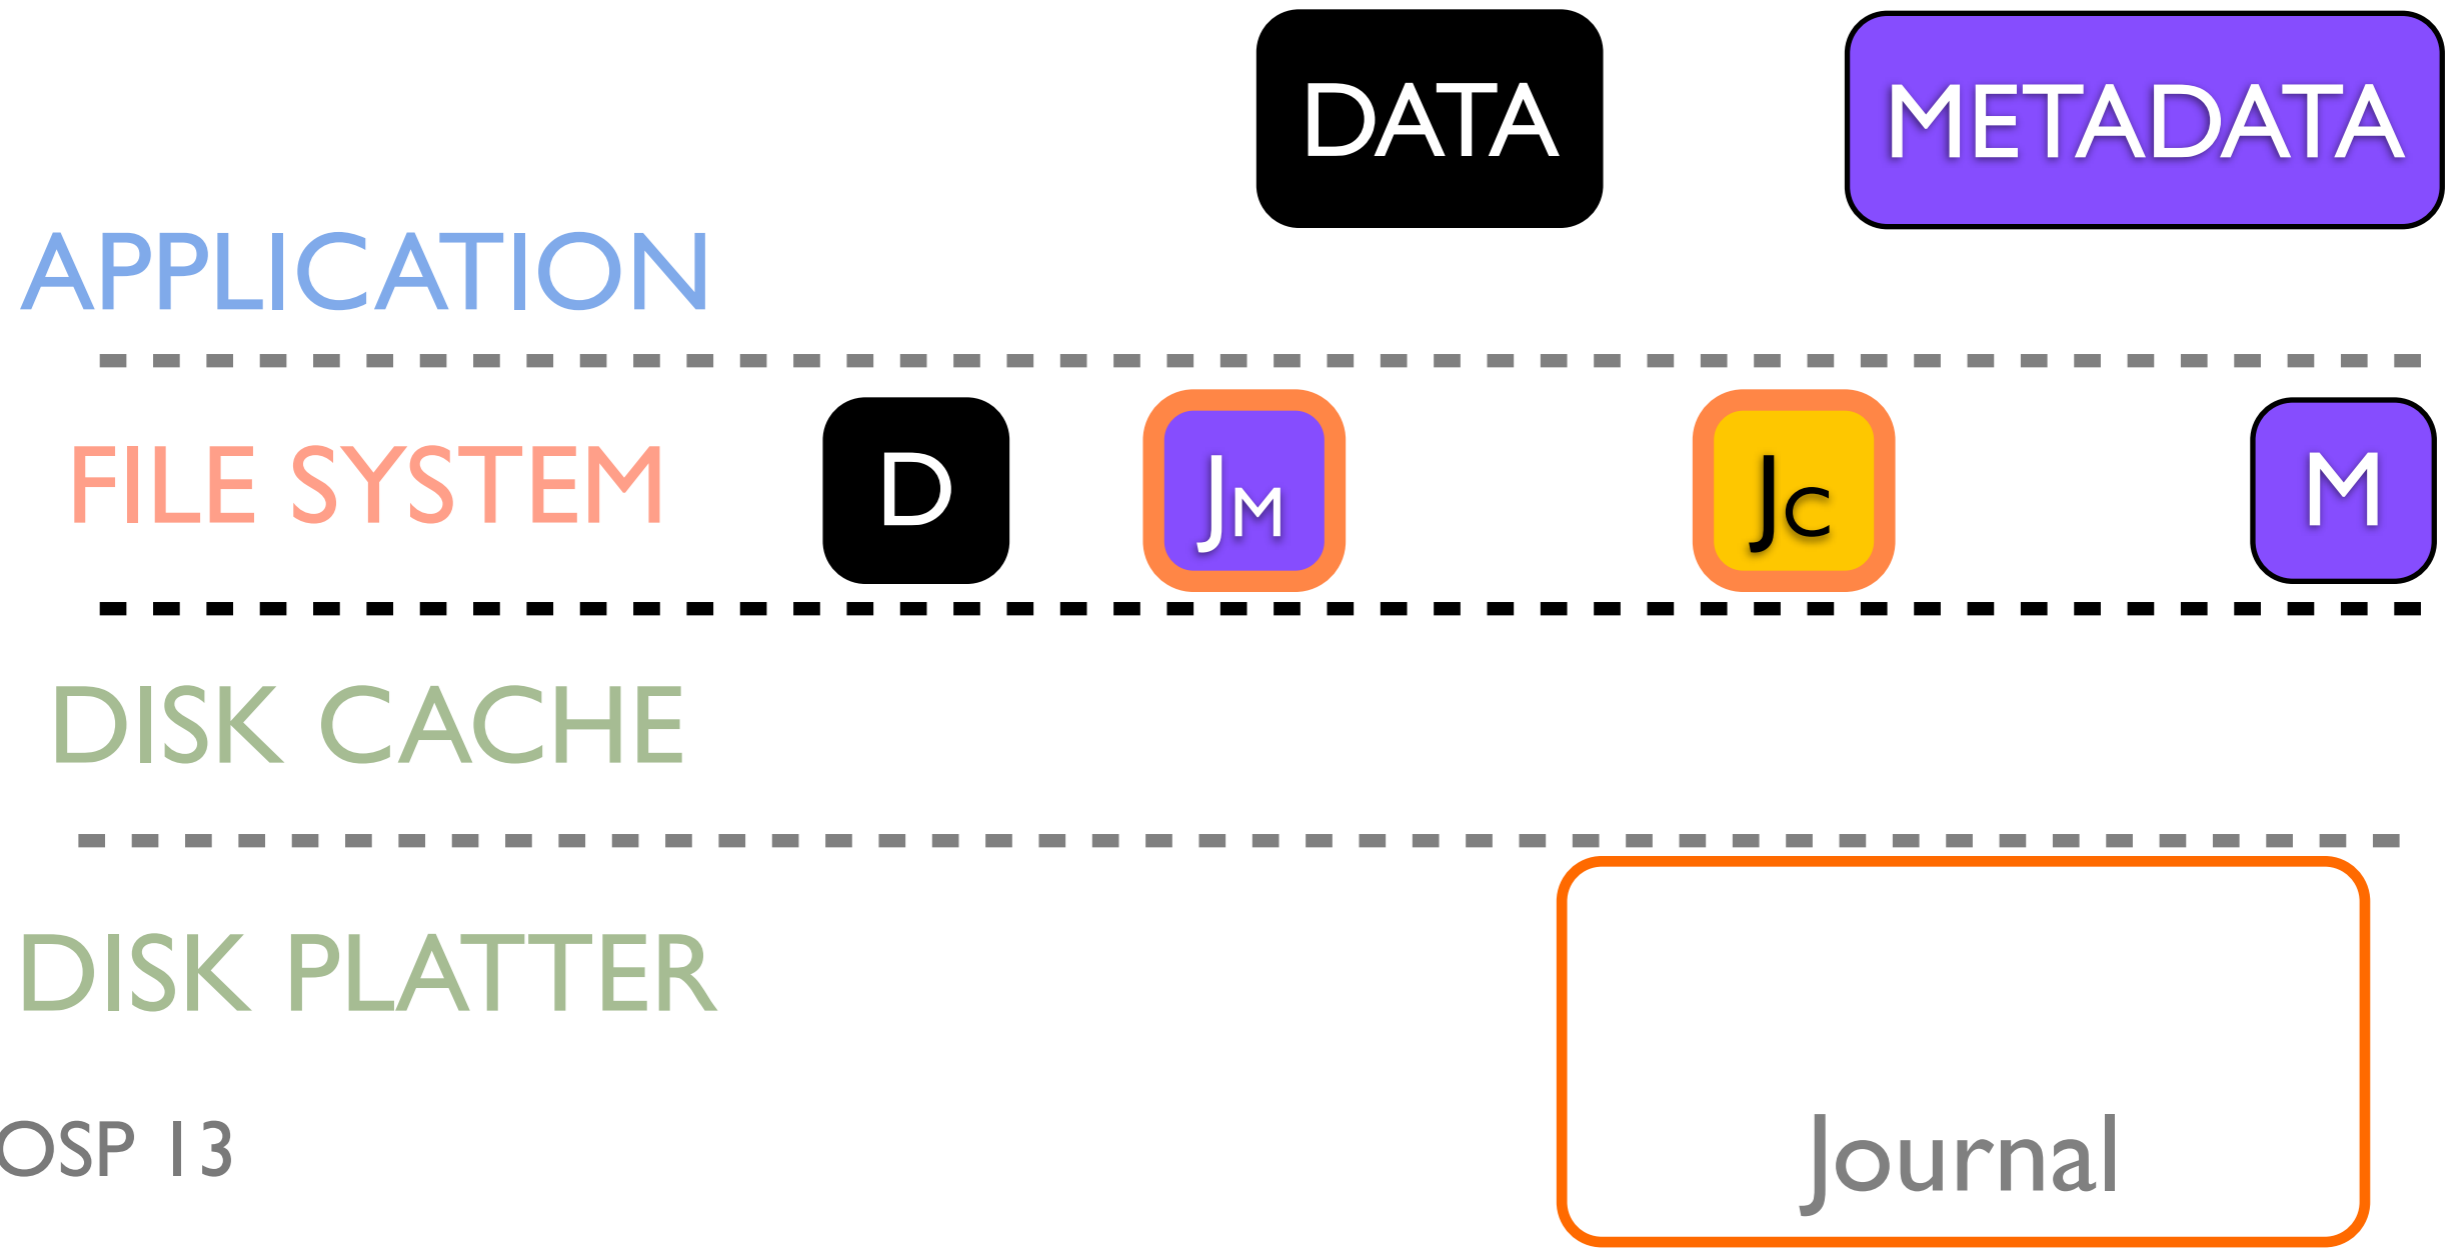 DATA METADATA
APPLICATION
FILE SYSTEM D JM JC M
DISK CACHE
DISK PLATTER
OSP 13
Journal